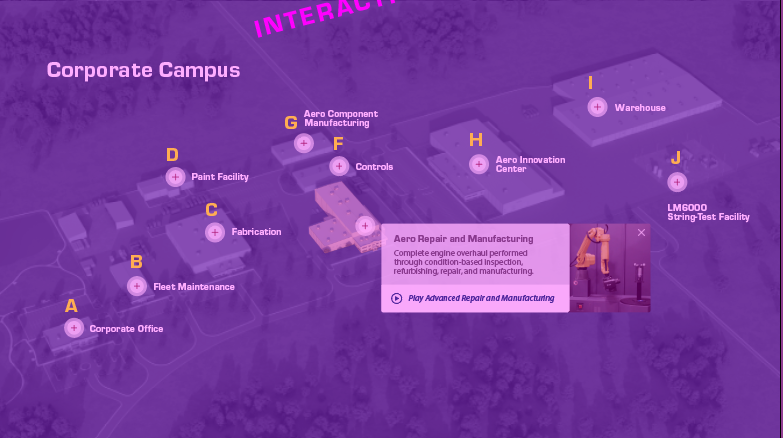 Corporate Campus
I
Warehouse
G
Aero Component
Manufacturing
F
Controls
H
Aero Innovation
Center
J
LM6000
String-Test Facility
D
Paint Facility
C
Fabrication
B
Fleet Maintenance
A
Corporate Office
Aero Repair and Manufacturing
Complete engine overhaul performed
through condition-based inspection,
refurbishing, repair, and manufacturing.
Play Advanced Repair and Manufacturing